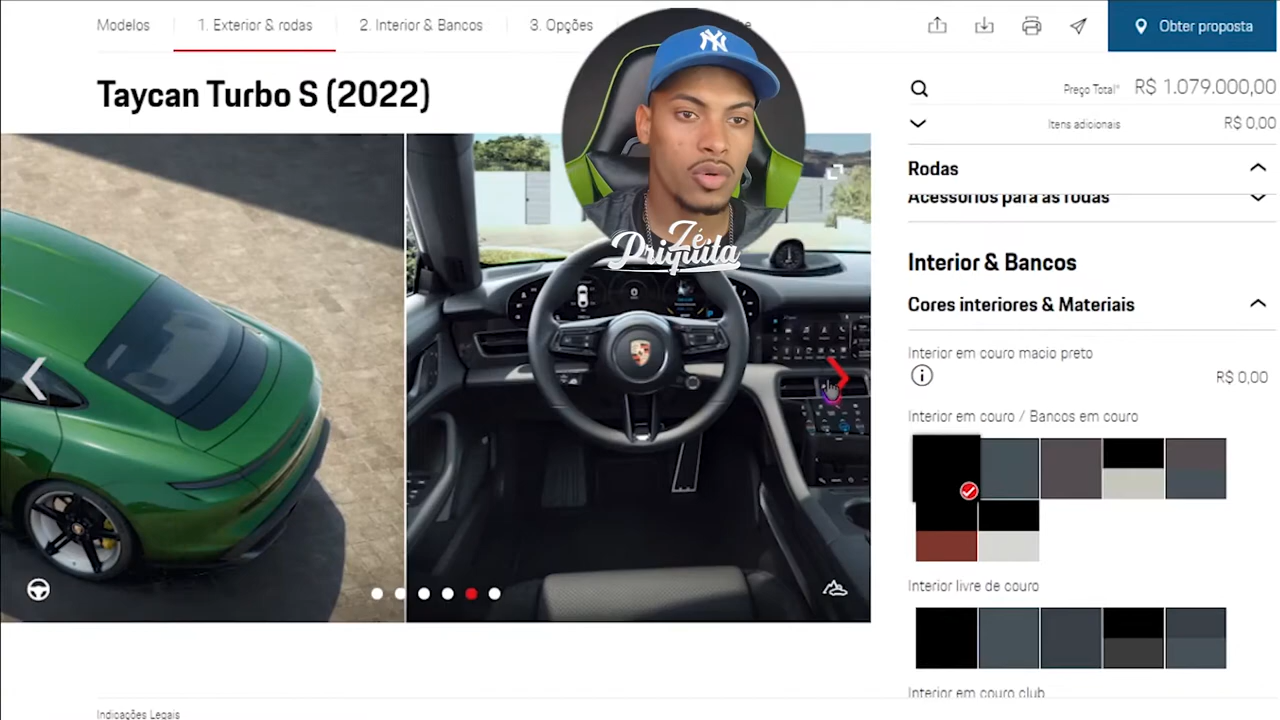 Modelos
1. Exterior & rodas
2. Interior & Bancos
3. Opções
Obter proposta
Taycan Turbo S (2022)
Preço Total*
R$ 1.079.000,00
Itens adicionais
R$ 0,00
Rodas
Acessórios para as rodas
Interior & Bancos
Cores interiores & Materiais
Interior em couro macio preto
R$ 0,00
Interior em couro / Bancos em couro
Interior livre de couro
Interior em couro club
NY
Zé
Priquita
Indicações Legais